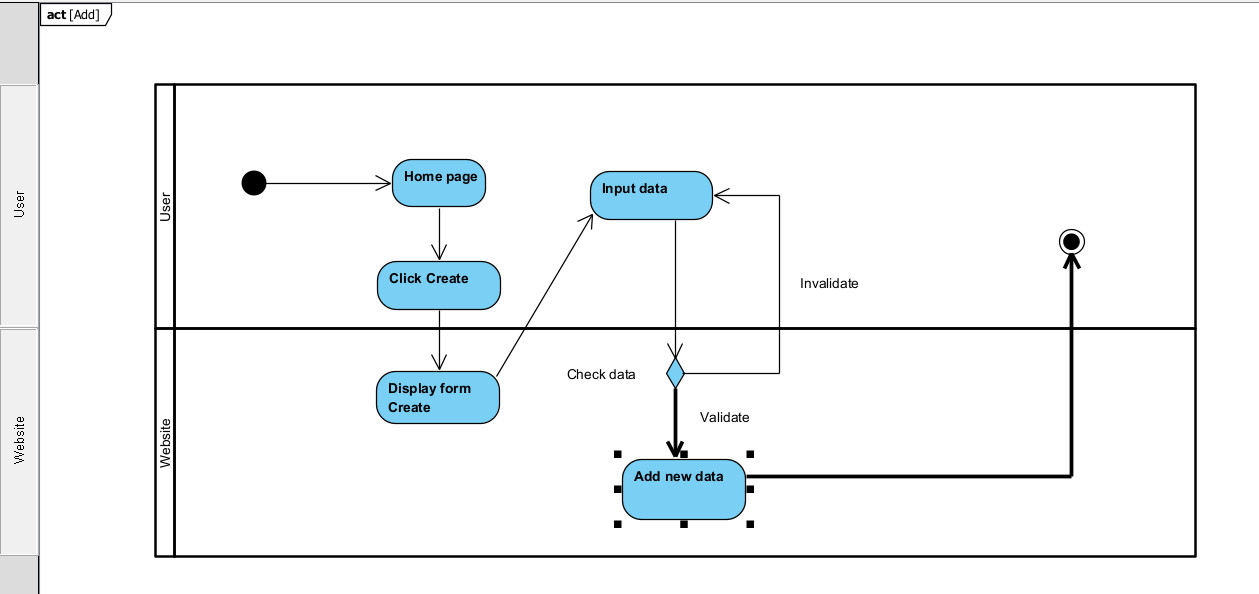 act [Add]
User
User
Home page
Input data
Click Create
Invalidate
Website
Website
Display form
Create
Check data
Validate
Add new data